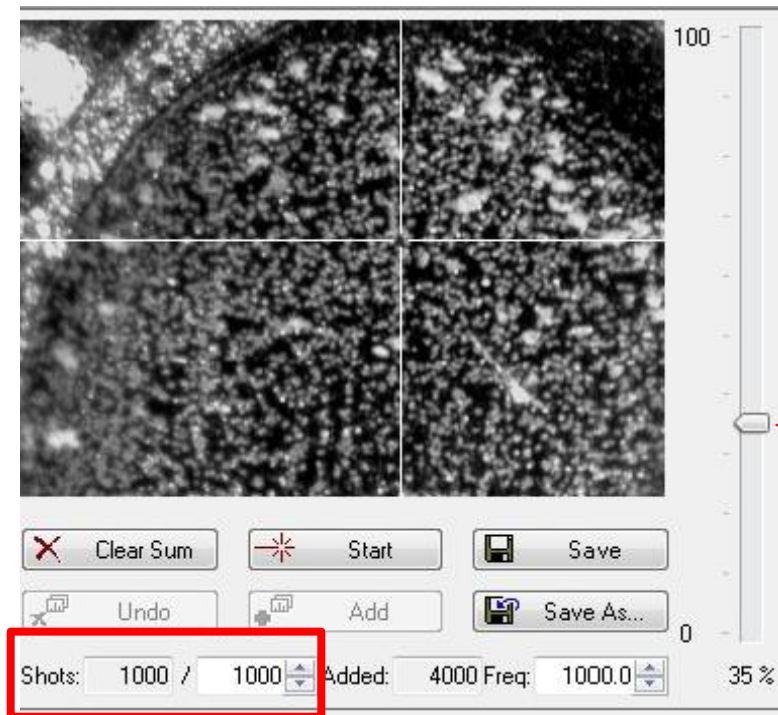 100
Clear Sum Start Save
Undo Add Save As...
0
Shots: 1000 / 1000 Added: 4000 Freq: 1000.0 35 %